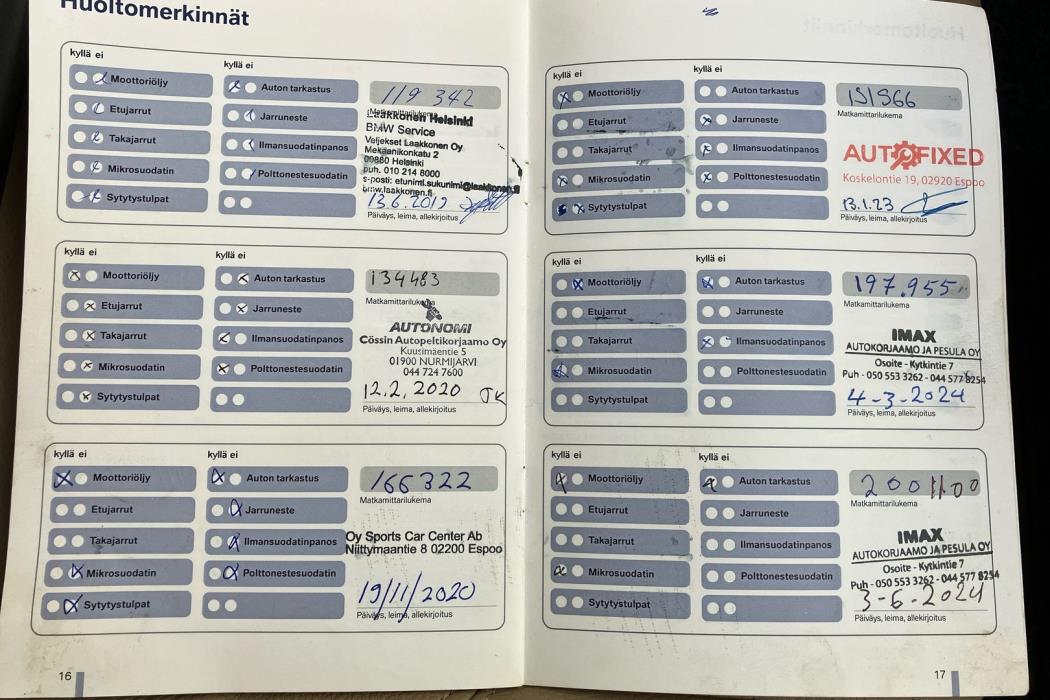 Huoltomerkinnät
kyllä ei
kyllä ei
Moottoriöljy
Etujarrut
Takajarrut
Mikrosuodatin
Sytytystulpat
Auton tarkastus
Jarruneste
Ilmansuodatinpanos
Polttonestesuodatin
119 342
Matkamittarilukema
Laakkonen Helsinki
BMW Service
Veljekset Laakkonen Oy
Mekaanikonkatu 2
00880 Helsinki
puh. 010 214 8000
s-posti: etunimi.sukunimi@laakkonen.fi
bmw.laakkonen.fi
13.6.2019
Päiväys, leima, allekirjoitus
kyllä ei
kyllä ei
Moottoriöljy
Etujarrut
Takajarrut
Mikrosuodatin
Sytytystulpat
Auton tarkastus
Jarruneste
Ilmansuodatinpanos
Polttonestesuodatin
134483
Matkamittarilukema
AUTONOMI
Cössin Autopeltikorjaamo Oy
Kuusimäentie 5
01900 NURMIJÄRVI
044 724 7600
12.2.2020 JK
Päiväys, leima, allekirjoitus
kyllä ei
kyllä ei
Moottoriöljy
Etujarrut
Takajarrut
Mikrosuodatin
Sytytystulpat
Auton tarkastus
Jarruneste
Ilmansuodatinpanos
Polttonestesuodatin
166322
Matkamittarilukema
Oy Sports Car Center Ab
Niittymaantie 8 02200 Espoo
19/11/2020
Päiväys, leima, allekirjoitus
16
kyllä ei
kyllä ei
Moottoriöljy
Etujarrut
Takajarrut
Mikrosuodatin
Sytytystulpat
Auton tarkastus
Jarruneste
Ilmansuodatinpanos
Polttonestesuodatin
Matkamittarilukema
AUTOFIXED
Koskelontie 19, 02920 Espoo
13.1.23
Päiväys, leima, allekirjoitus
kyllä ei
kyllä ei
Moottoriöljy
Etujarrut
Takajarrut
Mikrosuodatin
Sytytystulpat
Auton tarkastus
Jarruneste
Ilmansuodatinpanos
Polttonestesuodatin
197.955
Matkamittarilukema
IMAX
AUTOKORJAAMO JA PESULA OY
Osoite - Kytkintie 7
Puh - 050 553 3262 - 044 577 8254
4-3-2024
Päiväys, leima, allekirjoitus
kyllä ei
kyllä ei
Moottoriöljy
Etujarrut
Takajarrut
Mikrosuodatin
Sytytystulpat
Auton tarkastus
Jarruneste
Ilmansuodatinpanos
Polttonestesuodatin
Matkamittarilukema
IMAX
AUTOKORJAAMO JA PESULA OY
Osoite - Kytkintie 7
Puh - 050 553 3262 - 044 577 8254
3-6-2024
Päiväys, leima, allekirjoitus
17